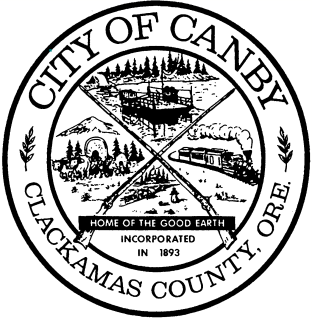 CITY OF CANBY
HOME OF THE GOOD EARTH
INCORPORATED
IN 1893
CLACKAMAS COUNTY, ORE.